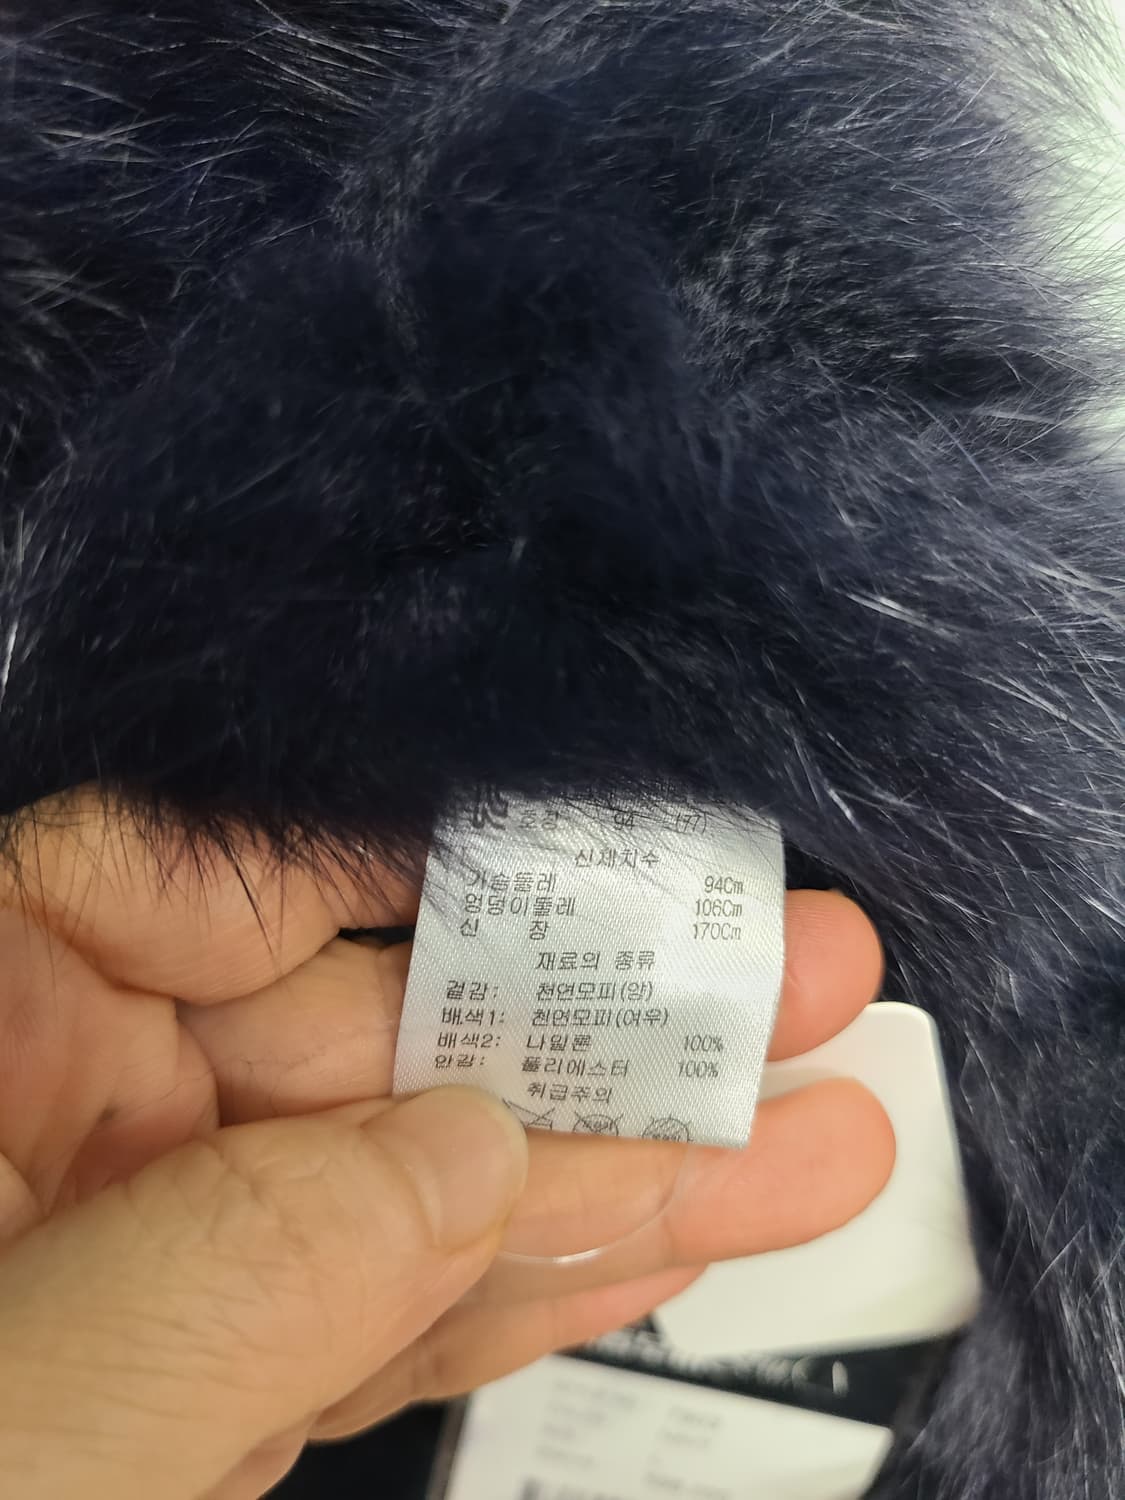 호칭 94 (77)
신체치수
가슴둘레 94Cm
엉덩이둘레 106Cm
신 장 170Cm
재료의 종류
겉감: 천연모피(양)
배색1: 천연모피(여우)
배색2: 나일론 100%
안감: 폴리에스터 100%
취급주의